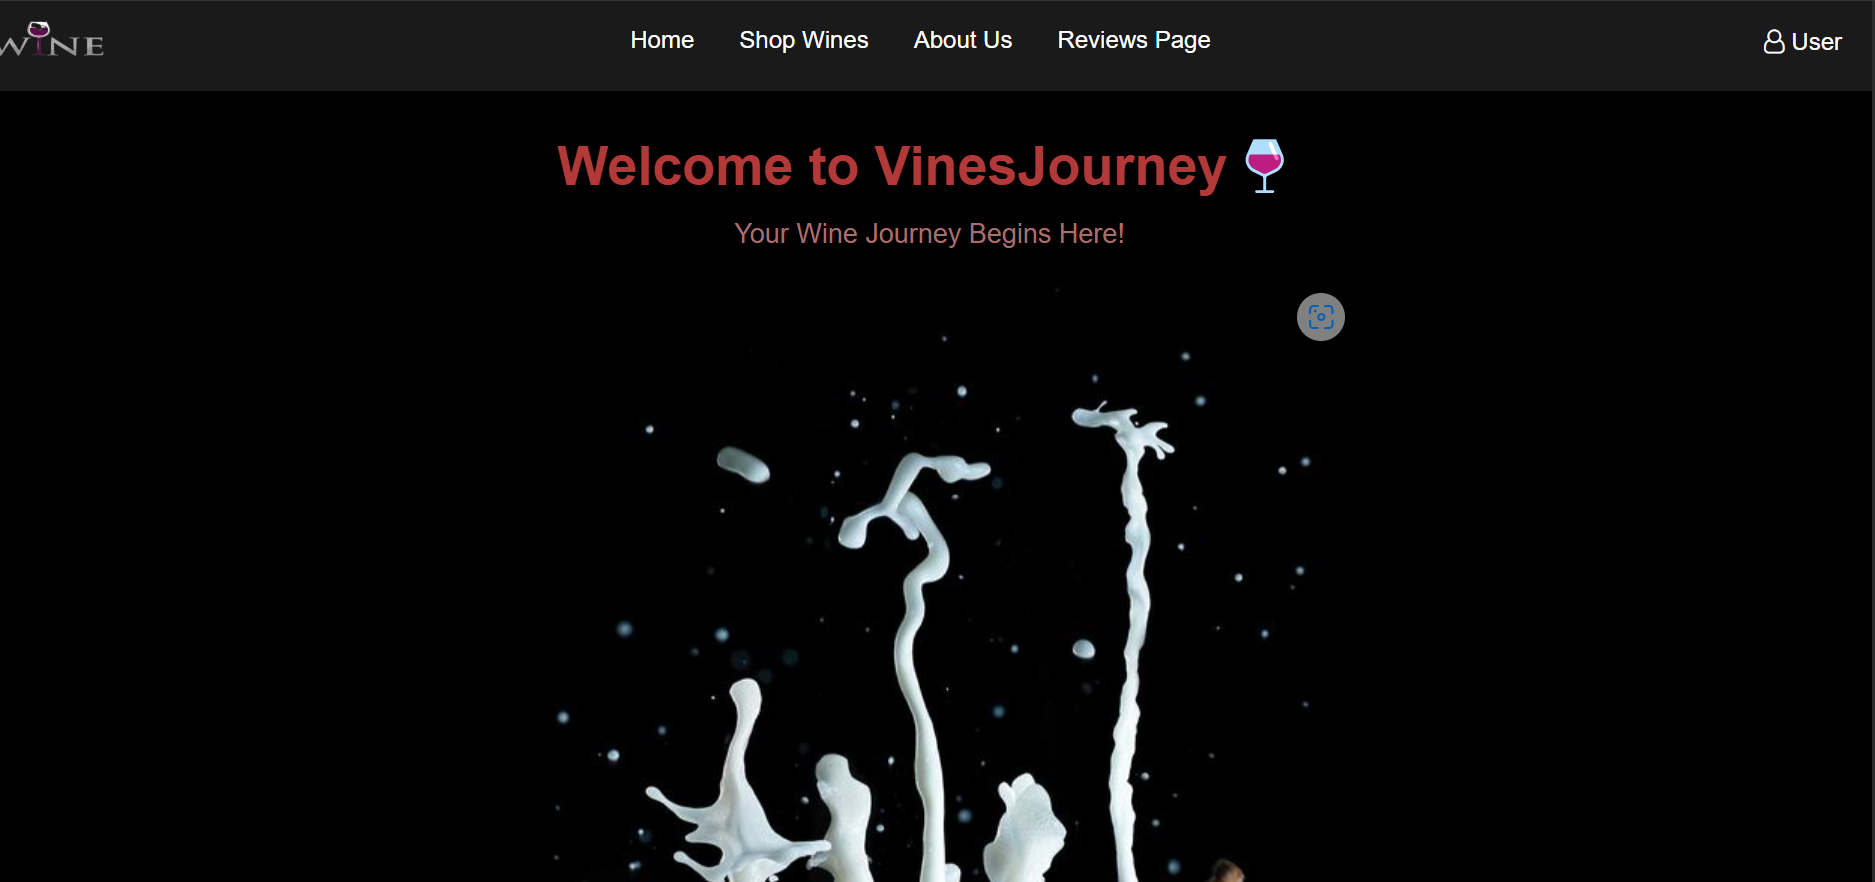 WINE
Home Shop Wines About Us Reviews Page
User
Welcome to VinesJourney
Your Wine Journey Begins Here!